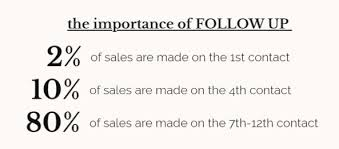 the importance of FOLLOW UP
2% of sales are made on the 1st contact
10% of sales are made on the 4th contact
80% of sales are made on the 7th-12th contact